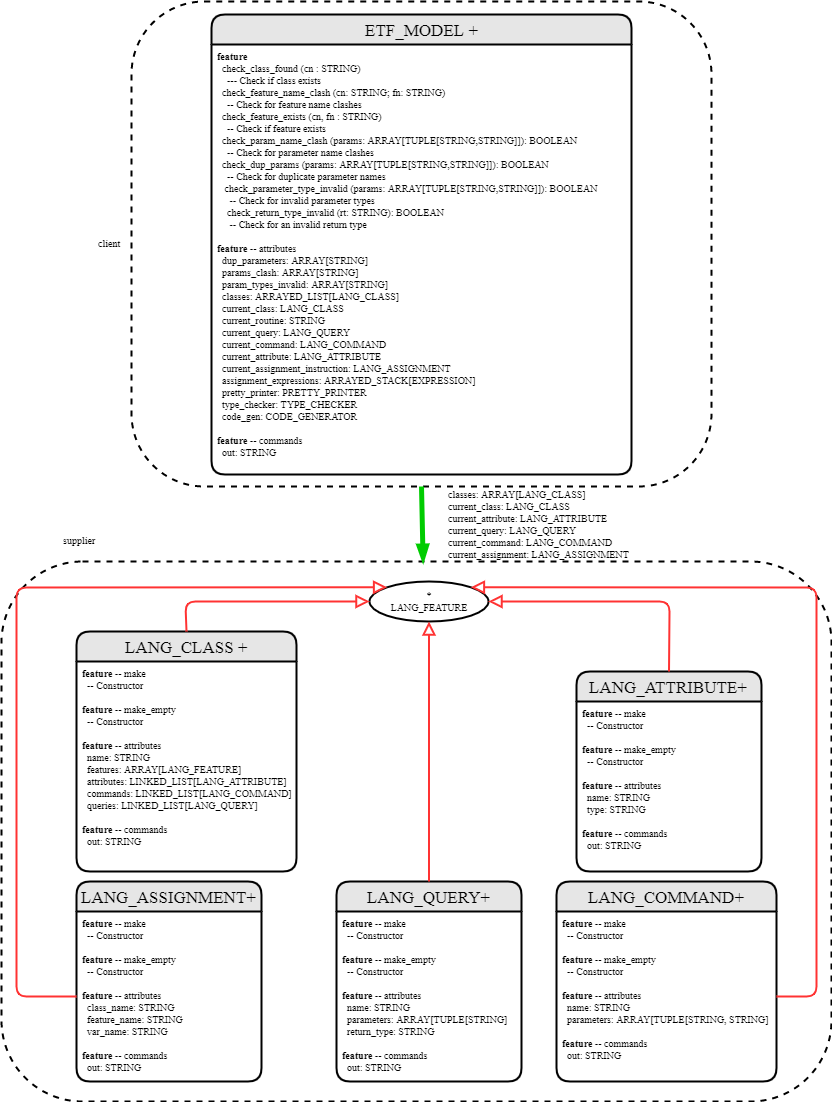 ETF_MODEL +
feature
check_class_found (cn : STRING)
--- Check if class exists
check_feature_name_clash (cn: STRING; fn: STRING)
-- Check for feature name clashes
check_feature_exists (cn, fn : STRING)
-- Check if feature exists
check_param_name_clash (params: ARRAY[TUPLE[STRING,STRING]]): BOOLEAN
-- Check for parameter name clashes
check_dup_params (params: ARRAY[TUPLE[STRING,STRING]]): BOOLEAN
-- Check for duplicate parameter names
check_parameter_type_invalid (params: ARRAY[TUPLE[STRING,STRING]]): BOOLEAN
-- Check for invalid parameter types
check_return_type_invalid (rt: STRING): BOOLEAN
-- Check for an invalid return type
client
feature -- attributes
dup_parameters: ARRAY[STRING]
params_clash: ARRAY[STRING]
param_types_invalid: ARRAY[STRING]
classes: ARRAYED_LIST[LANG_CLASS]
current_class: LANG_CLASS
current_routine: STRING
current_query: LANG_QUERY
current_command: LANG_COMMAND
current_attribute: LANG_ATTRIBUTE
current_assignment_instruction: LANG_ASSIGNMENT
assignment_expressions: ARRAYED_STACK[EXPRESSION]
pretty_printer: PRETTY_PRINTER
type_checker: TYPE_CHECKER
code_gen: CODE_GENERATOR
feature -- commands
out: STRING
classes: ARRAY[LANG_CLASS]
current_class: LANG_CLASS
current_attribute: LANG_ATTRIBUTE
current_query: LANG_QUERY
current_command: LANG_COMMAND
current_assignment: LANG_ASSIGNMENT
supplier
*
LANG_FEATURE
LANG_CLASS +
feature -- make
-- Constructor
feature -- make_empty
-- Constructor
feature -- attributes
name: STRING
features: ARRAY[LANG_FEATURE]
attributes: LINKED_LIST[LANG_ATTRIBUTE]
commands: LINKED_LIST[LANG_COMMAND]
queries: LINKED_LIST[LANG_QUERY]
feature -- commands
out: STRING
LANG_ATTRIBUTE+
feature -- make
-- Constructor
feature -- make_empty
-- Constructor
feature -- attributes
name: STRING
type: STRING
feature -- commands
out: STRING
LANG_ASSIGNMENT+
feature -- make
-- Constructor
feature -- make_empty
-- Constructor
feature -- attributes
class_name: STRING
feature_name: STRING
var_name: STRING
feature -- commands
out: STRING
LANG_QUERY+
feature -- make
-- Constructor
feature -- make_empty
-- Constructor
feature -- attributes
name: STRING
parameters: ARRAY[TUPLE[STRING]
return_type: STRING
feature -- commands
out: STRING
LANG_COMMAND+
feature -- make
-- Constructor
feature -- make_empty
-- Constructor
feature -- attributes
name: STRING
parameters: ARRAY[TUPLE[STRING, STRING]
feature -- commands
out: STRING